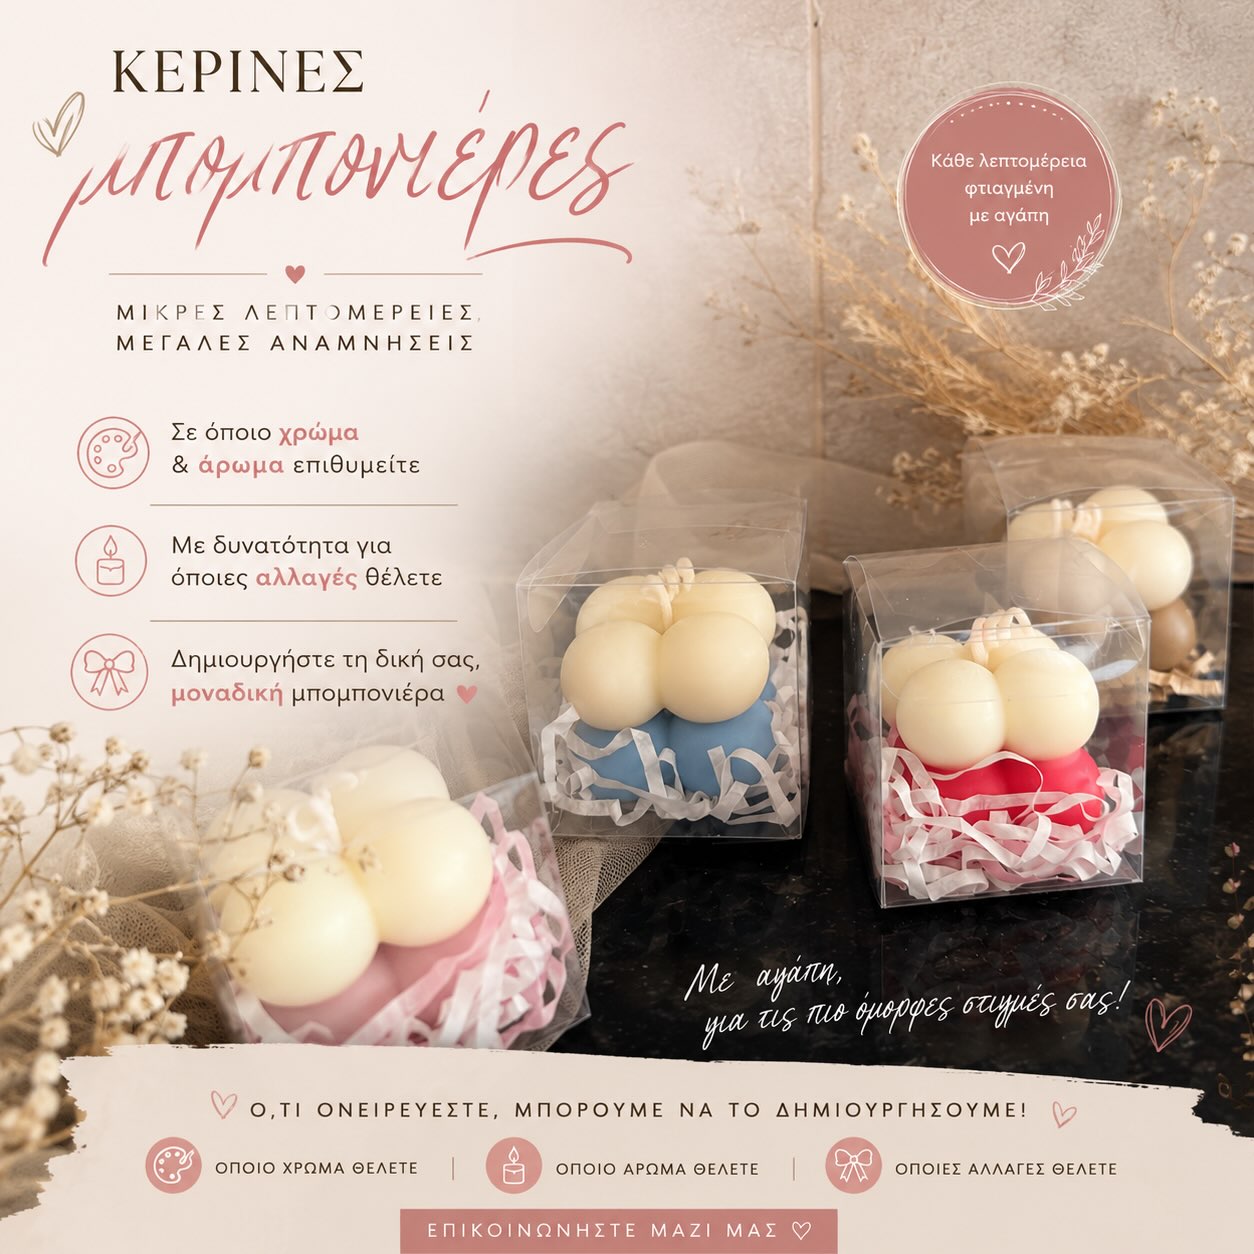 ΚΕΡΙΝΕΣ
μπομπονιέρες
ΜΙΚΡΕΣ ΛΕΠΤΟΜΕΡΕΙΕΣ,
ΜΕΓΑΛΕΣ ΑΝΑΜΝΗΣΕΙΣ
Κάθε λεπτομέρεια
φτιαγμένη
με αγάπη
Σε όποιο χρώμα
& άρωμα επιθυμείτε
Με δυνατότητα για
όποιες αλλαγές θέλετε
Δημιουργήστε τη δική σας,
μοναδική μπομπονιέρα
Με αγάπη,
για τις πιο όμορφες στιγμές σας!
Ο,ΤΙ ΟΝΕΙΡΕΥΕΣΤΕ, ΜΠΟΡΟΥΜΕ ΝΑ ΤΟ ΔΗΜΙΟΥΡΓΗΣΟΥΜΕ!
ΟΠΟΙΟ ΧΡΩΜΑ ΘΕΛΕΤΕ | ΟΠΟΙΟ ΑΡΩΜΑ ΘΕΛΕΤΕ | ΟΠΟΙΕΣ ΑΛΛΑΓΕΣ ΘΕΛΕΤΕ
ΕΠΙΚΟΙΝΩΝΗΣΤΕ ΜΑΖΙ ΜΑΣ